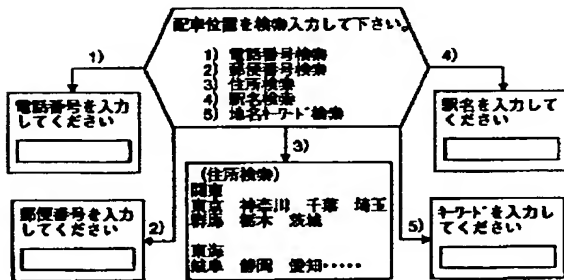 配車位置を検索入力して下さい。
1) 電話番号検索
2) 郵便番号検索
3) 住所検索
4) 駅名検索
5) 地名キーワード検索
1)
4)
電話番号を入力
してください
駅名を入力して
ください
3)
(住所検索)
関東
東京 神奈川 千葉 埼玉
群馬 栃木 茨城
東海
岐阜 静岡 愛知‥‥‥
2)
郵便番号を入力
してください
5)
キーワードを入力し
てください